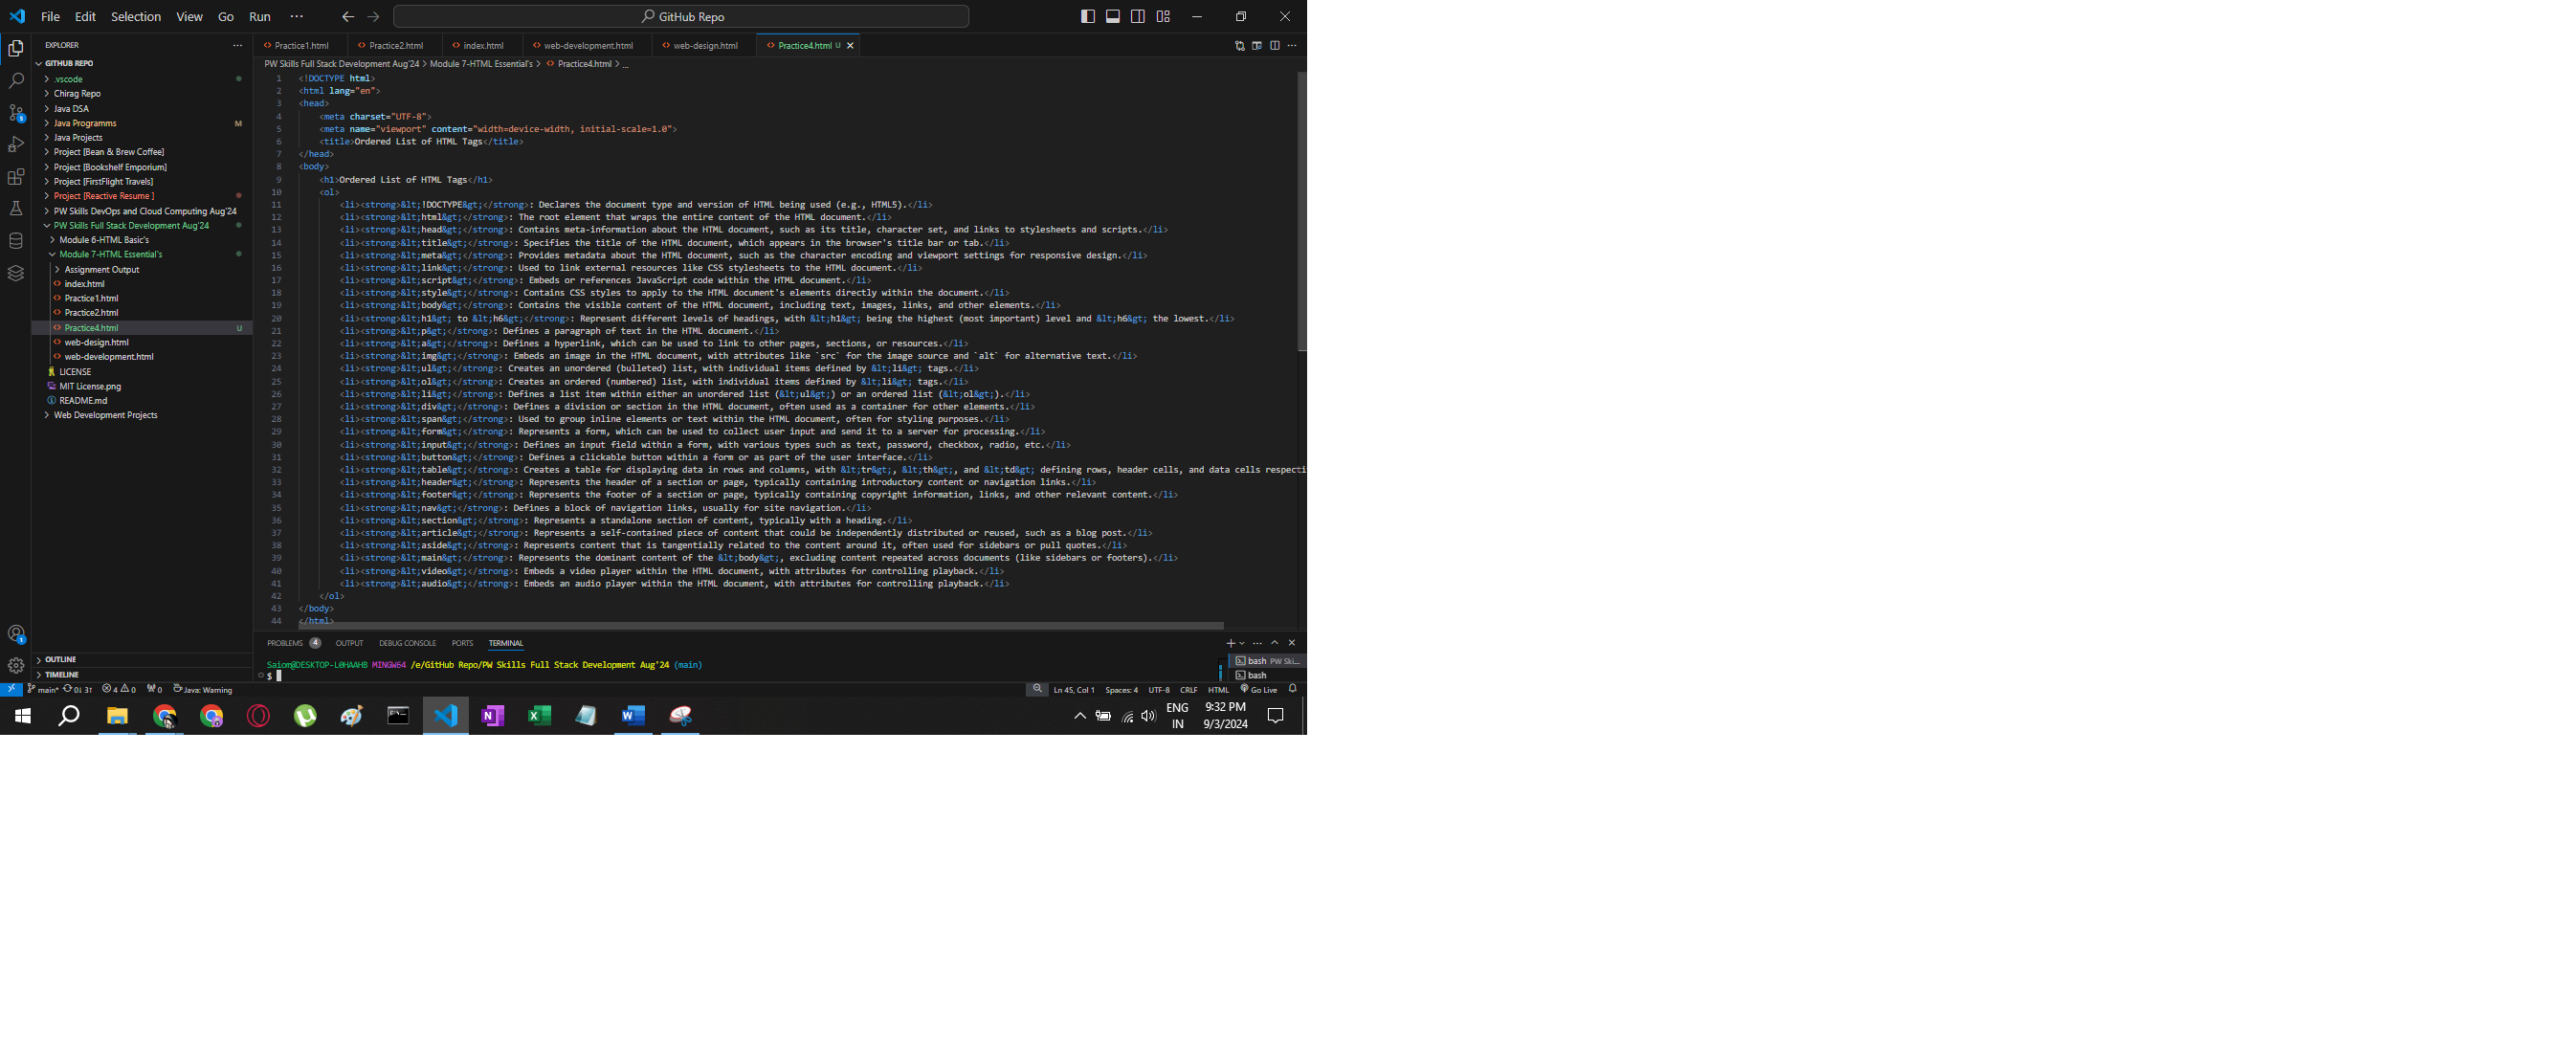 File Edit Selection View Go Run ··· GitHub Repo
EXPLORER ···
GITHUB REPO
.vscode
Chirag Repo
Java DSA
Java Programms M
Java Projects
Project [Bean & Brew Coffee]
Project [Bookshelf Emporium]
Project [FirstFlight Travels]
Project [Reactive Resume ]
PW Skills DevOps and Cloud Computing Aug'24
PW Skills Full Stack Development Aug'24
Module 6-HTML Basic's
Module 7-HTML Essential's
Assignment Output
index.html
Practice1.html
Practice2.html
Practice4.html U
web-design.html
web-development.html
LICENSE
MIT License.png
README.md
Web Development Projects
OUTLINE
TIMELINE
Practice1.html Practice2.html index.html web-development.html web-design.html Practice4.html U
PW Skills Full Stack Development Aug'24 > Module 7-HTML Essential's > Practice4.html > ...
1 <!DOCTYPE html>
2 <html lang="en">
3 <head>
4 <meta charset="UTF-8">
5 <meta name="viewport" content="width=device-width, initial-scale=1.0">
6 <title>Ordered List of HTML Tags</title>
7 </head>
8 <body>
9 <h1>Ordered List of HTML Tags</h1>
10 <ol>
11 <li><strong>&lt;!DOCTYPE&gt;</strong>: Declares the document type and version of HTML being used (e.g., HTML5).</li>
12 <li><strong>&lt;html&gt;</strong>: The root element that wraps the entire content of the HTML document.</li>
13 <li><strong>&lt;head&gt;</strong>: Contains meta-information about the HTML document, such as its title, character set, and links to stylesheets and scripts.</li>
14 <li><strong>&lt;title&gt;</strong>: Specifies the title of the HTML document, which appears in the browser's title bar or tab.</li>
15 <li><strong>&lt;meta&gt;</strong>: Provides metadata about the HTML document, such as the character encoding and viewport settings for responsive design.</li>
16 <li><strong>&lt;link&gt;</strong>: Used to link external resources like CSS stylesheets to the HTML document.</li>
17 <li><strong>&lt;script&gt;</strong>: Embeds or references JavaScript code within the HTML document.</li>
18 <li><strong>&lt;style&gt;</strong>: Contains CSS styles to apply to the HTML document's elements directly within the document.</li>
19 <li><strong>&lt;body&gt;</strong>: Contains the visible content of the HTML document, including text, images, links, and other elements.</li>
20 <li><strong>&lt;h1&gt; to &lt;h6&gt;</strong>: Represent different levels of headings, with &lt;h1&gt; being the highest (most important) level and &lt;h6&gt; the lowest.</li>
21 <li><strong>&lt;p&gt;</strong>: Defines a paragraph of text in the HTML document.</li>
22 <li><strong>&lt;a&gt;</strong>: Defines a hyperlink, which can be used to link to other pages, sections, or resources.</li>
23 <li><strong>&lt;img&gt;</strong>: Embeds an image in the HTML document, with attributes like `src` for the image source and `alt` for alternative text.</li>
24 <li><strong>&lt;ul&gt;</strong>: Creates an unordered (bulleted) list, with individual items defined by &lt;li&gt; tags.</li>
25 <li><strong>&lt;ol&gt;</strong>: Creates an ordered (numbered) list, with individual items defined by &lt;li&gt; tags.</li>
26 <li><strong>&lt;li&gt;</strong>: Defines a list item within either an unordered list (&lt;ul&gt;) or an ordered list (&lt;ol&gt;).</li>
27 <li><strong>&lt;div&gt;</strong>: Defines a division or section in the HTML document, often used as a container for other elements.</li>
28 <li><strong>&lt;span&gt;</strong>: Used to group inline elements or text within the HTML document, often for styling purposes.</li>
29 <li><strong>&lt;form&gt;</strong>: Represents a form, which can be used to collect user input and send it to a server for processing.</li>
30 <li><strong>&lt;input&gt;</strong>: Defines an input field within a form, with various types such as text, password, checkbox, radio, etc.</li>
31 <li><strong>&lt;button&gt;</strong>: Defines a clickable button within a form or as part of the user interface.</li>
32 <li><strong>&lt;table&gt;</strong>: Creates a table for displaying data in rows and columns, with &lt;tr&gt;, &lt;th&gt;, and &lt;td&gt; defining rows, header cells, and data cells respecti
33 <li><strong>&lt;header&gt;</strong>: Represents the header of a section or page, typically containing introductory content or navigation links.</li>
34 <li><strong>&lt;footer&gt;</strong>: Represents the footer of a section or page, typically containing copyright information, links, and other relevant content.</li>
35 <li><strong>&lt;nav&gt;</strong>: Defines a block of navigation links, usually for site navigation.</li>
36 <li><strong>&lt;section&gt;</strong>: Represents a standalone section of content, typically with a heading.</li>
37 <li><strong>&lt;article&gt;</strong>: Represents a self-contained piece of content that could be independently distributed or reused, such as a blog post.</li>
38 <li><strong>&lt;aside&gt;</strong>: Represents content that is tangentially related to the content around it, often used for sidebars or pull quotes.</li>
39 <li><strong>&lt;main&gt;</strong>: Represents the dominant content of the &lt;body&gt;, excluding content repeated across documents (like sidebars or footers).</li>
40 <li><strong>&lt;video&gt;</strong>: Embeds a video player within the HTML document, with attributes for controlling playback.</li>
41 <li><strong>&lt;audio&gt;</strong>: Embeds an audio player within the HTML document, with attributes for controlling playback.</li>
42 </ol>
43 </body>
44 </html>
PROBLEMS 4 OUTPUT DEBUG CONSOLE PORTS TERMINAL
Saiom@DESKTOP-L0HAAHB MINGW64 /e/GitHub Repo/PW Skills Full Stack Development Aug'24 (main)
$
bash PW Ski...
bash
main* 0↓ 3↑ 4 0 0 Java: Warning Ln 45, Col 1 Spaces: 4 UTF-8 CRLF HTML Go Live
ENG 9:32 PM
IN 9/3/2024